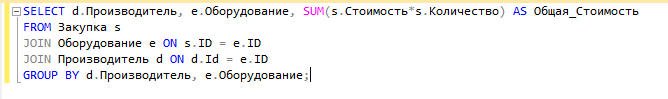 SELECT d.Производитель, e.Оборудование, SUM(s.Стоимость*s.Количество) AS Общая_Стоимость
FROM Закупка s
JOIN Оборудование e ON s.ID = e.ID
JOIN Производитель d ON d.Id = e.ID
GROUP BY d.Производитель, e.Оборудование;